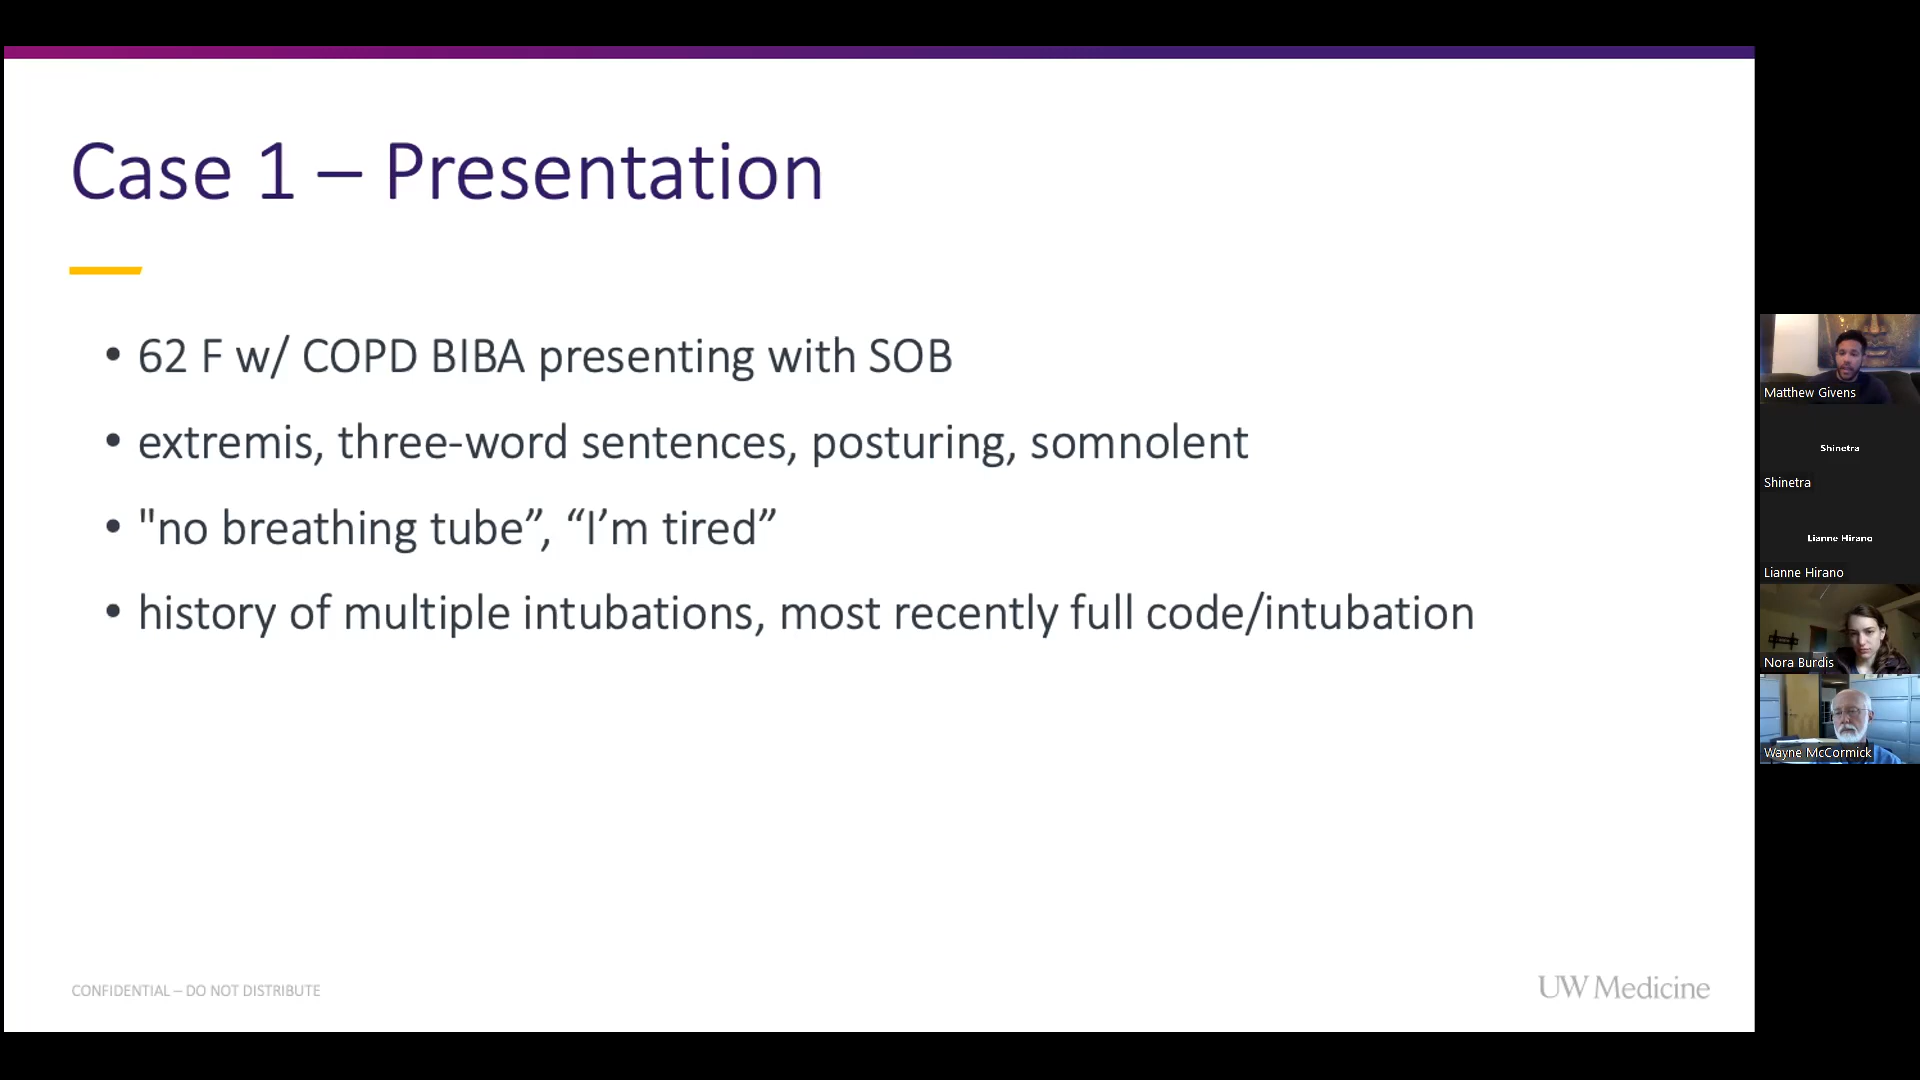 Case 1 – Presentation
• 62 F w/ COPD BIBA presenting with SOB
• extremis, three-word sentences, posturing, somnolent
• "no breathing tube”, “I’m tired”
• history of multiple intubations, most recently full code/intubation
CONFIDENTIAL – DO NOT DISTRIBUTE
UW Medicine
Matthew Givens
Shinetra
Shinetra
Lianne Hirano
Lianne Hirano
Nora Burdis
Wayne McCormick